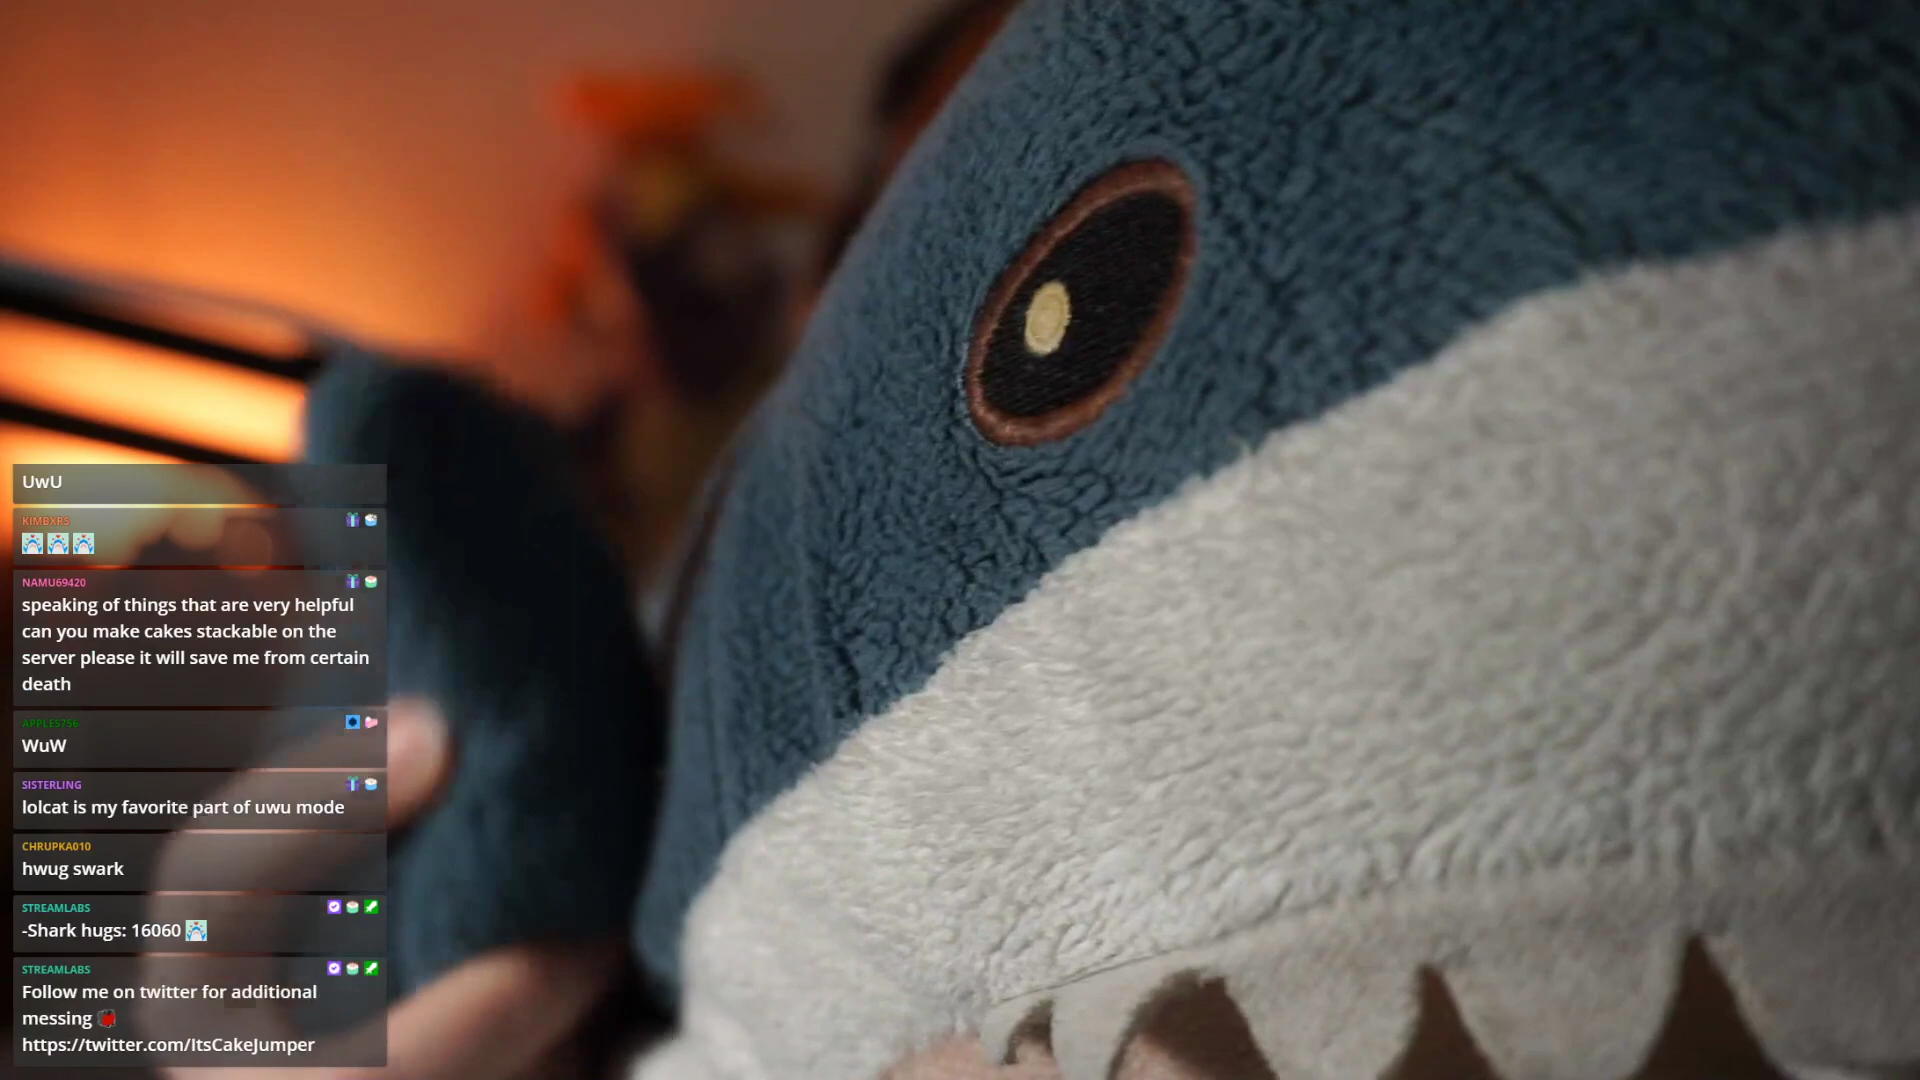 UwU
KIMBXRS
NAMU69420
speaking of things that are very helpful
can you make cakes stackable on the
server please it will save me from certain
death
APPLES756
WuW
SISTERLING
lolcat is my favorite part of uwu mode
CHRUPKA010
hwug swark
STREAMLABS
-Shark hugs: 16060
STREAMLABS
Follow me on twitter for additional
messing
https://twitter.com/ItsCakeJumper